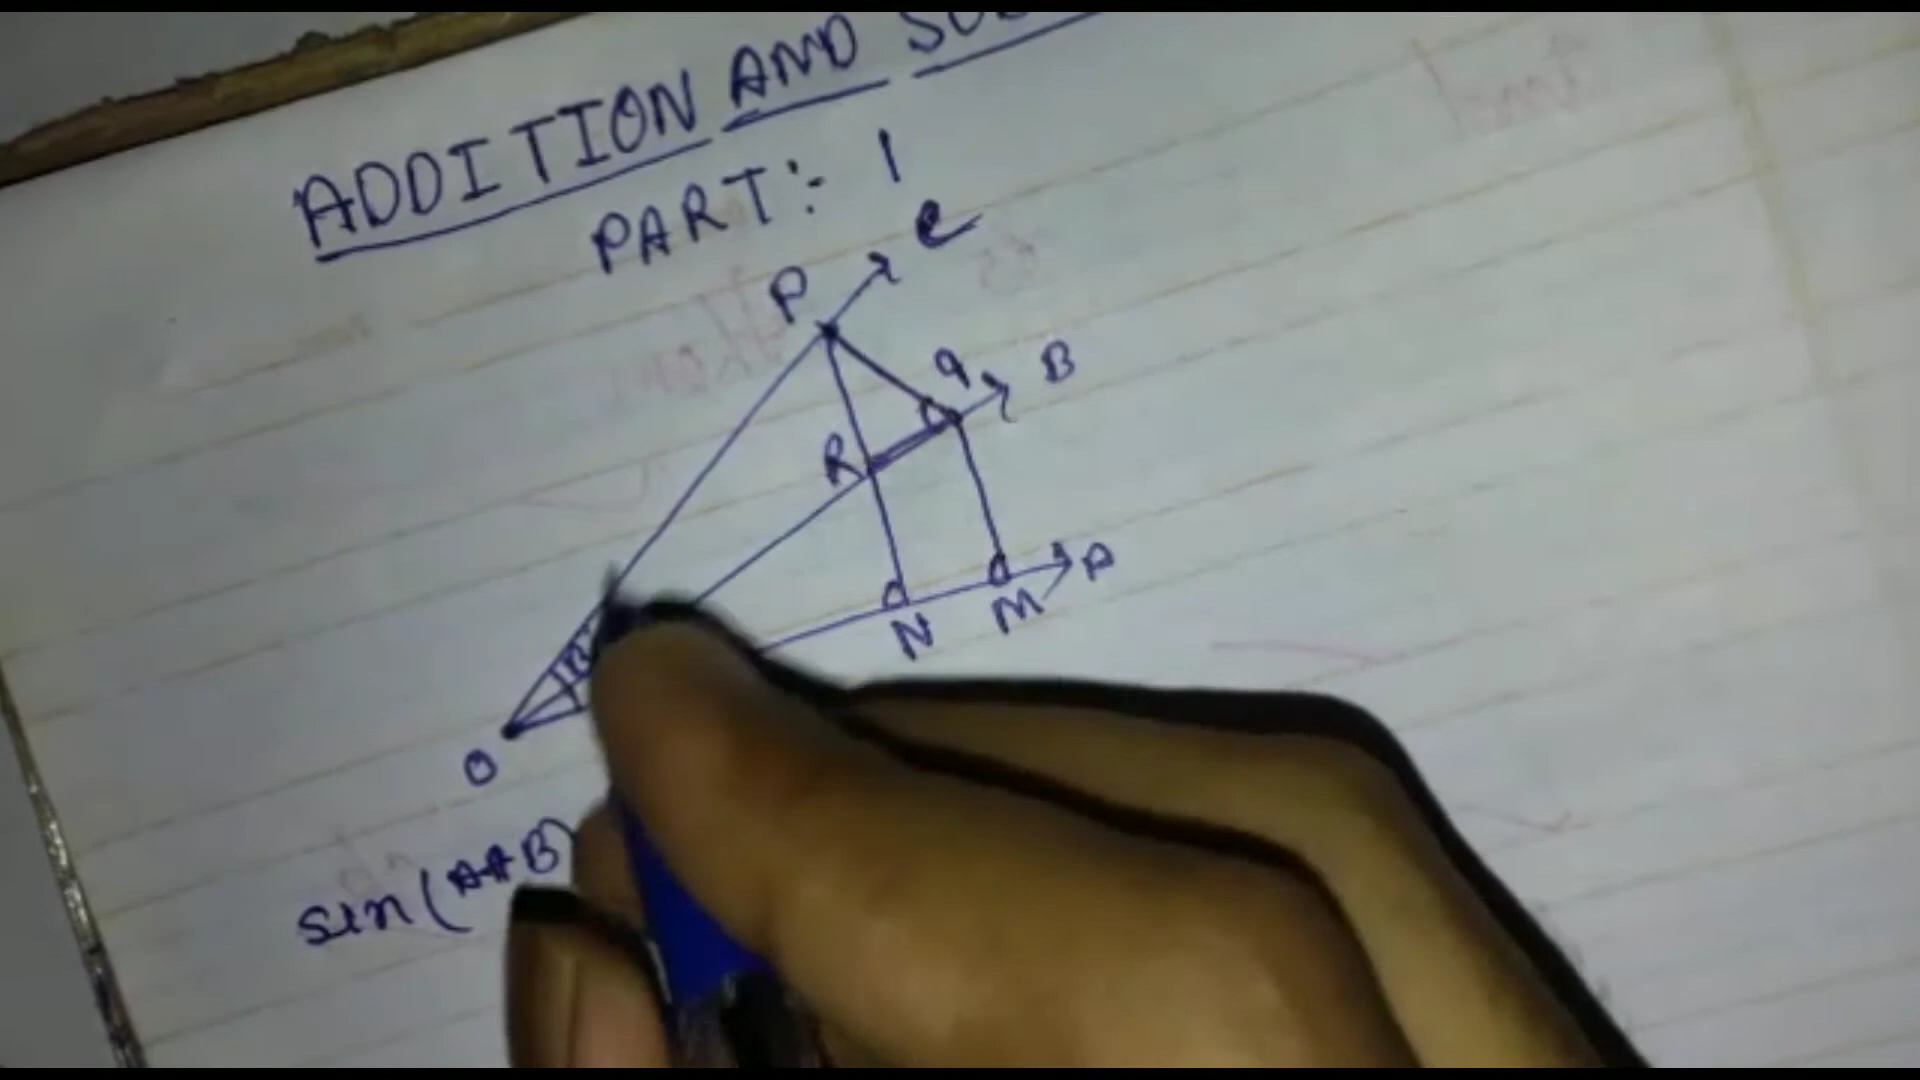 ADDITION AND
PART:- 1
P C
q B
R
A
N M
B
O
sin(A+B)